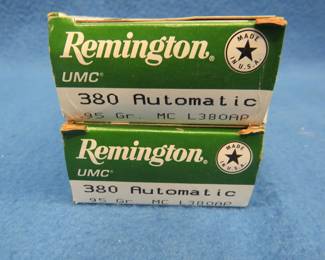 Remington®
MADE IN U.S.A.
UMC®
380 Automatic
95 Gr. MC L380AP
Remington®
MADE IN U.S.A.
UMC®
380 Automatic
95 Gr. MC L380AP